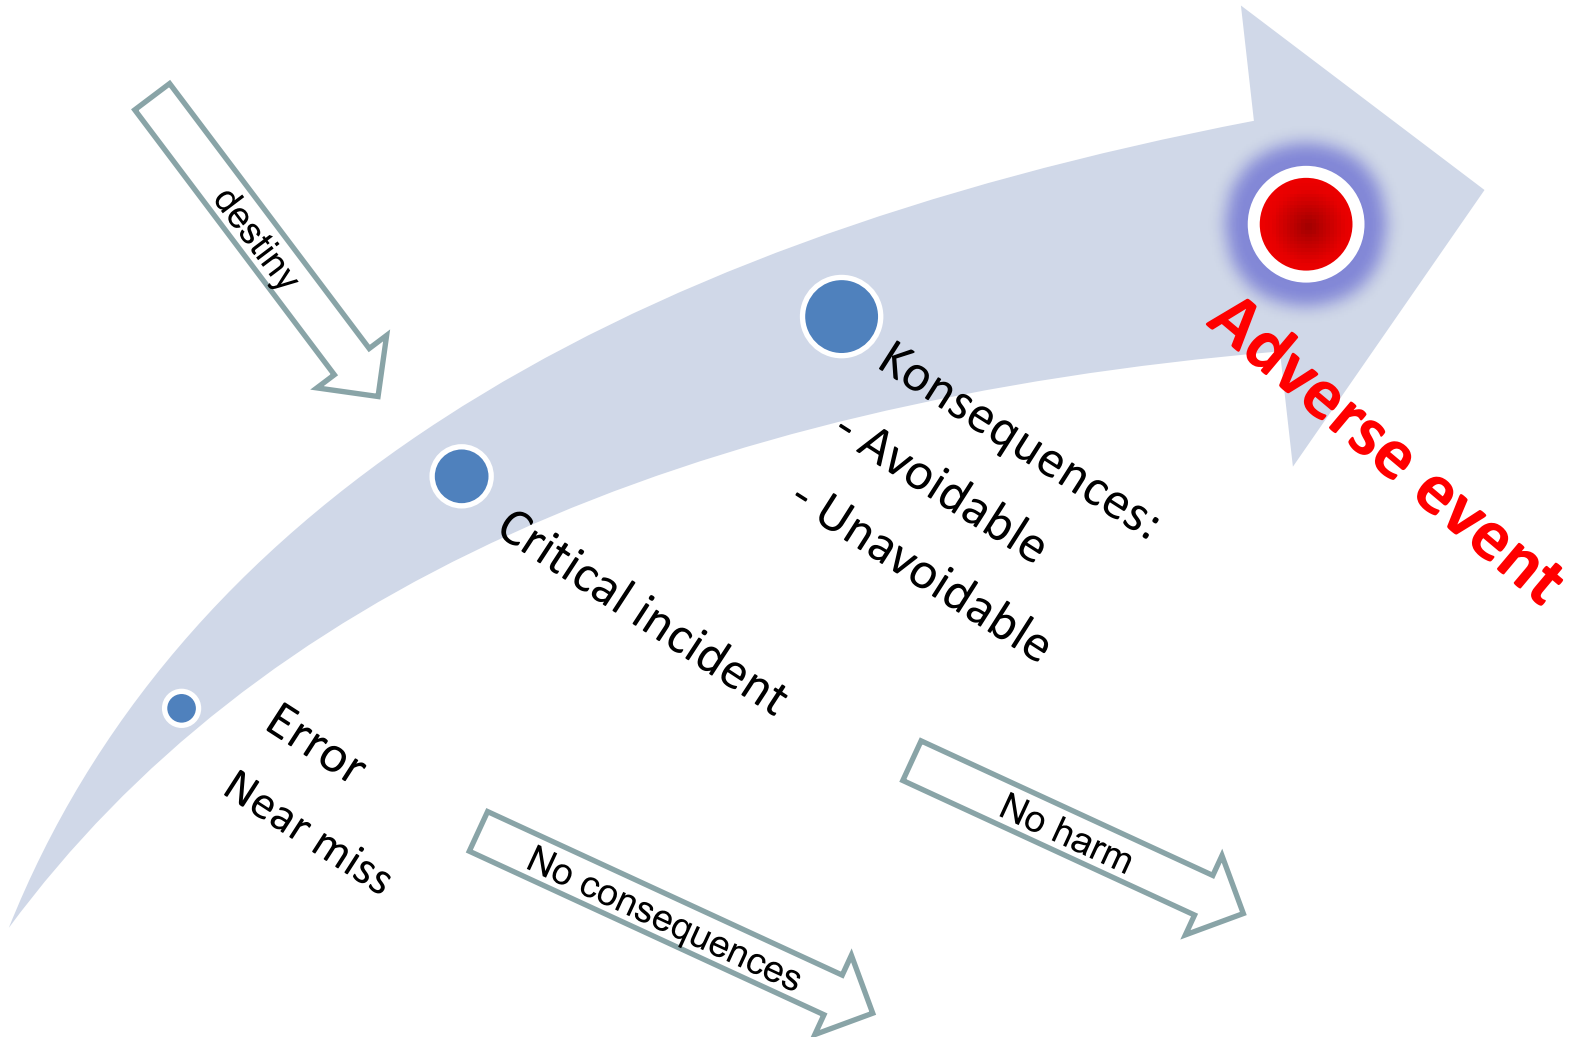 destiny
Error
Near miss
Critical incident
Konsequences:
- Avoidable
- Unavoidable
Adverse event
No consequences
No harm